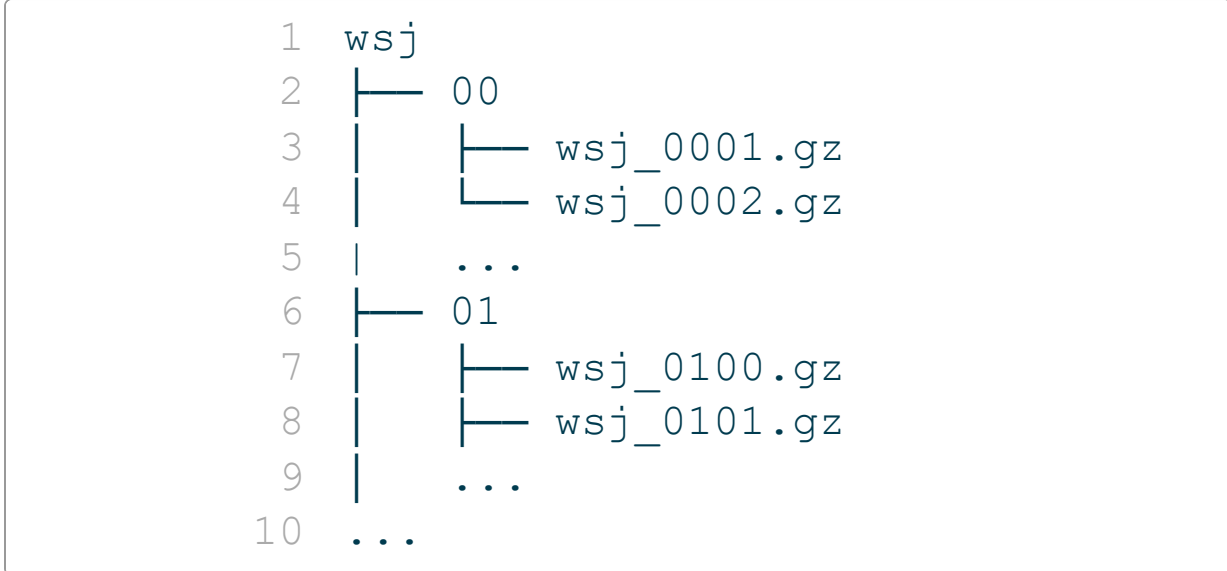 1 wsj
2 ├── 00
3 │   ├── wsj_0001.gz
4 │   └── wsj_0002.gz
5 |   ...
6 ├── 01
7 │   ├── wsj_0100.gz
8 │   ├── wsj_0101.gz
9 │   ...
10 ...